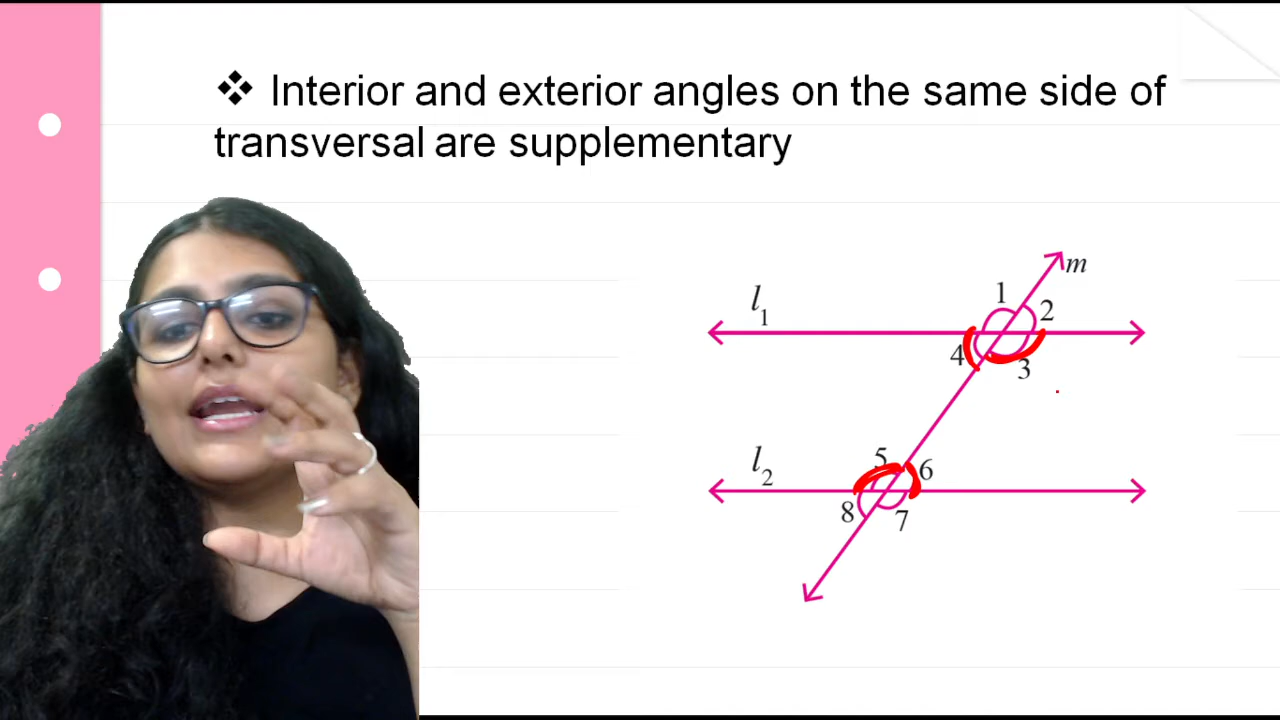 ❖ Interior and exterior angles on the same side of
transversal are supplementary
m
1
l₁
2
4
3
l₂
5
6
8
7